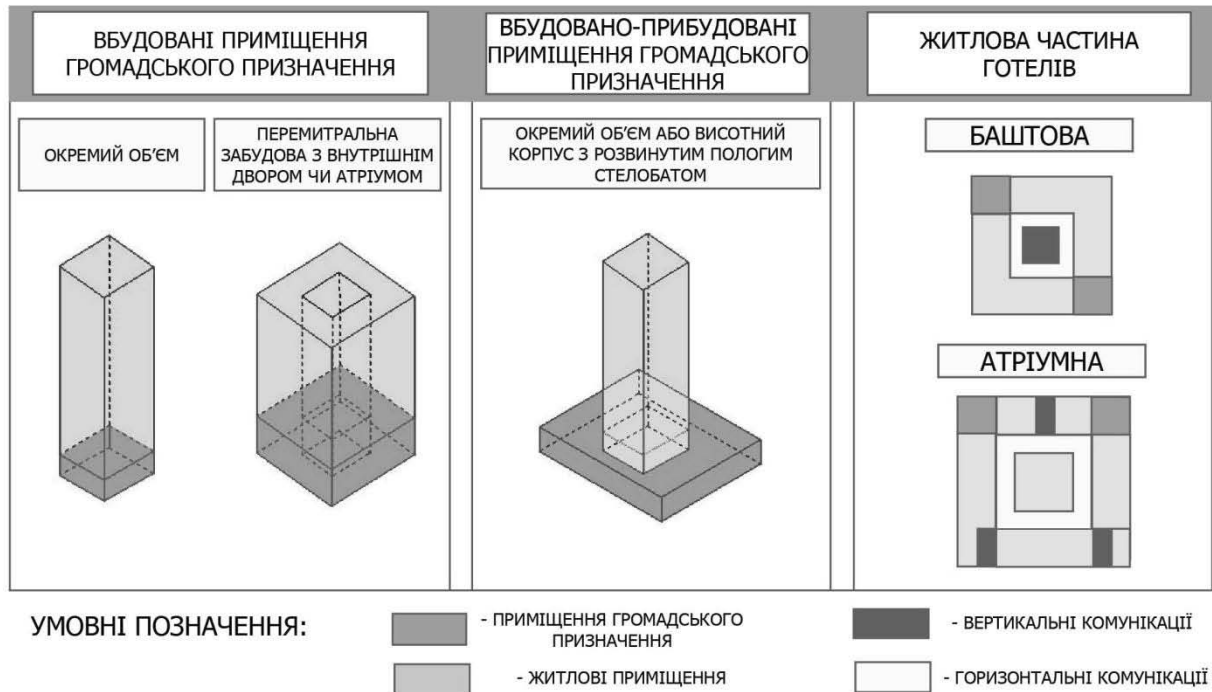 ВБУДОВАНІ ПРИМІЩЕННЯ
ГРОМАДСЬКОГО ПРИЗНАЧЕННЯ
ВБУДОВАНО-ПРИБУДОВАНІ
ПРИМІЩЕННЯ ГРОМАДСЬКОГО
ПРИЗНАЧЕННЯ
ЖИТЛОВА ЧАСТИНА
ГОТЕЛІВ
ОКРЕМИЙ ОБ’ЄМ
ПЕРЕМИТРАЛЬНА
ЗАБУДОВА З ВНУТРІШНІМ
ДВОРОМ ЧИ АТРІУМОМ
ОКРЕМИЙ ОБ’ЄМ АБО ВИСОТНИЙ
КОРПУС З РОЗВИНУТИМ ПОЛОГИМ
СТЕЛОБАТОМ
БАШТОВА
АТРІУМНА
УМОВНІ ПОЗНАЧЕННЯ:
- ПРИМІЩЕННЯ ГРОМАДСЬКОГО
ПРИЗНАЧЕННЯ
- ЖИТЛОВІ ПРИМІЩЕННЯ
- ВЕРТИКАЛЬНІ КОМУНІКАЦІЇ
- ГОРИЗОНТАЛЬНІ КОМУНІКАЦІЇ